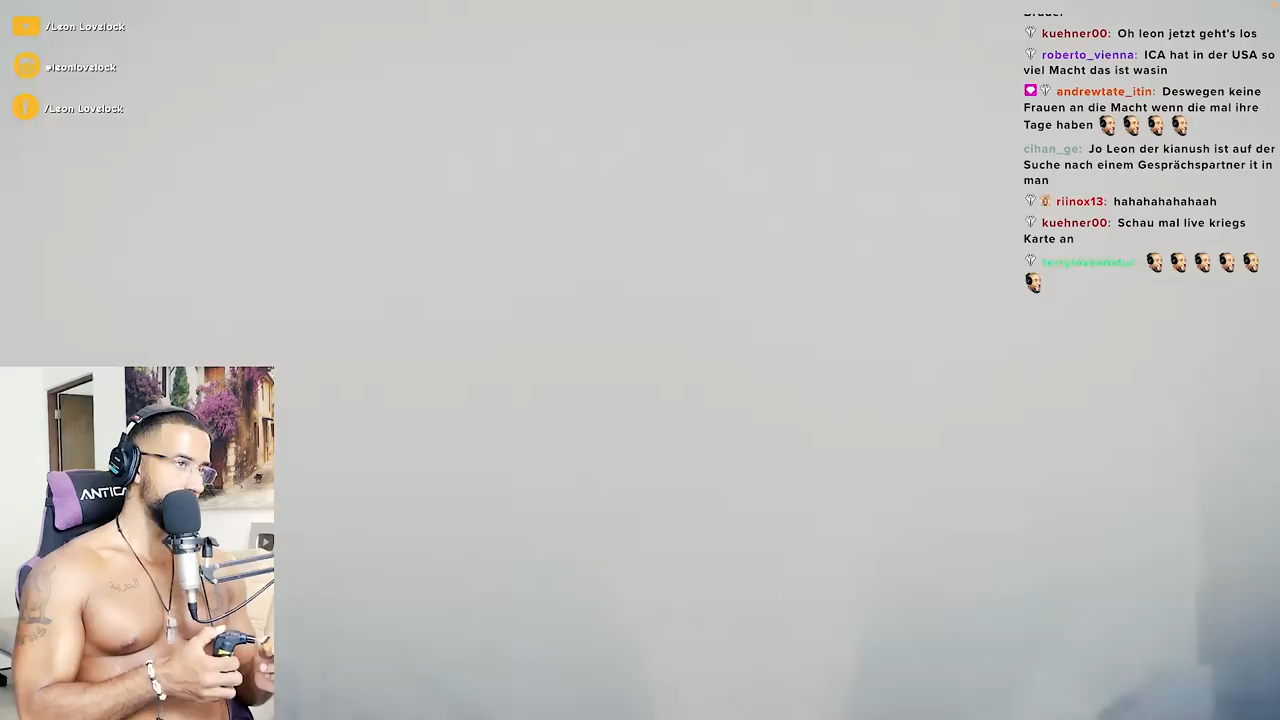 /Leon Lovelock
@leonlovelock
/Leon Lovelock
kuehner00: Oh leon jetzt geht's los
roberto_vienna: ICA hat in der USA so
viel Macht das ist wasin
andrewtate_itin: Deswegen keine
Frauen an die Macht wenn die mal ihre
Tage haben
cihan_ge: Jo Leon der kianush ist auf der
Suche nach einem Gesprächspartner it in
man
riinox13: hahahahahahaah
kuehner00: Schau mal live kriegs
Karte an
ANTIC
الحرية